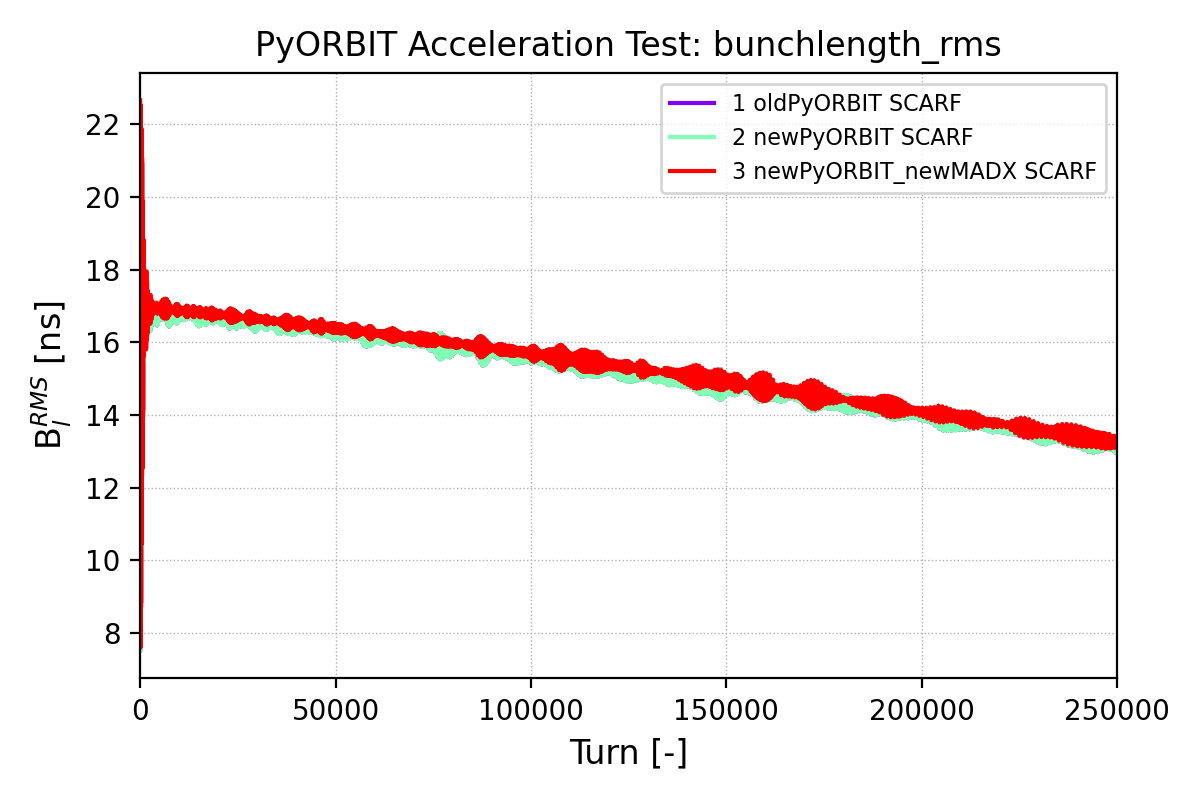 PyORBIT Acceleration Test: bunchlength_rms
1 oldPyORBIT SCARF
2 newPyORBIT SCARF
3 newPyORBIT_newMADX SCARF
22
20
18
16
14
12
10
8
B_l^{RMS} [ns]
0 50000 100000 150000 200000 250000
Turn [-]